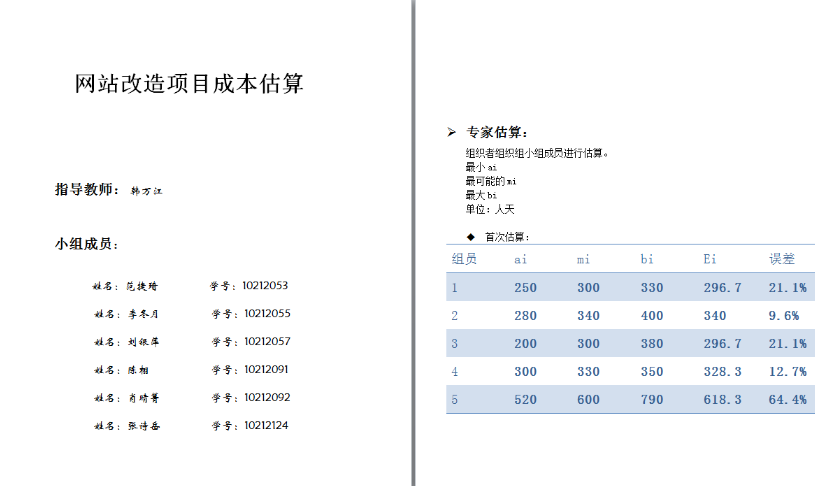 网站改造项目成本估算
指导教师： 韩万江
小组成员：
姓名：范捷琦 学号：10212053
姓名：李冬月 学号：10212055
姓名：刘银萍 学号：10212057
姓名：陈栩 学号：10212091
姓名：肖晴菁 学号：10212092
姓名：张诗岳 学号：10212124
➢ 专家估算：
组织者组织组小组成员进行估算。
最小 ai
最可能的 mi
最大 bi
单位：人天
◆ 首次估算：
组员 ai mi bi Ei 误差
1 250 300 330 296.7 21.1%
2 280 340 400 340 9.6%
3 200 300 380 296.7 21.1%
4 300 330 350 328.3 12.7%
5 520 600 790 618.3 64.4%